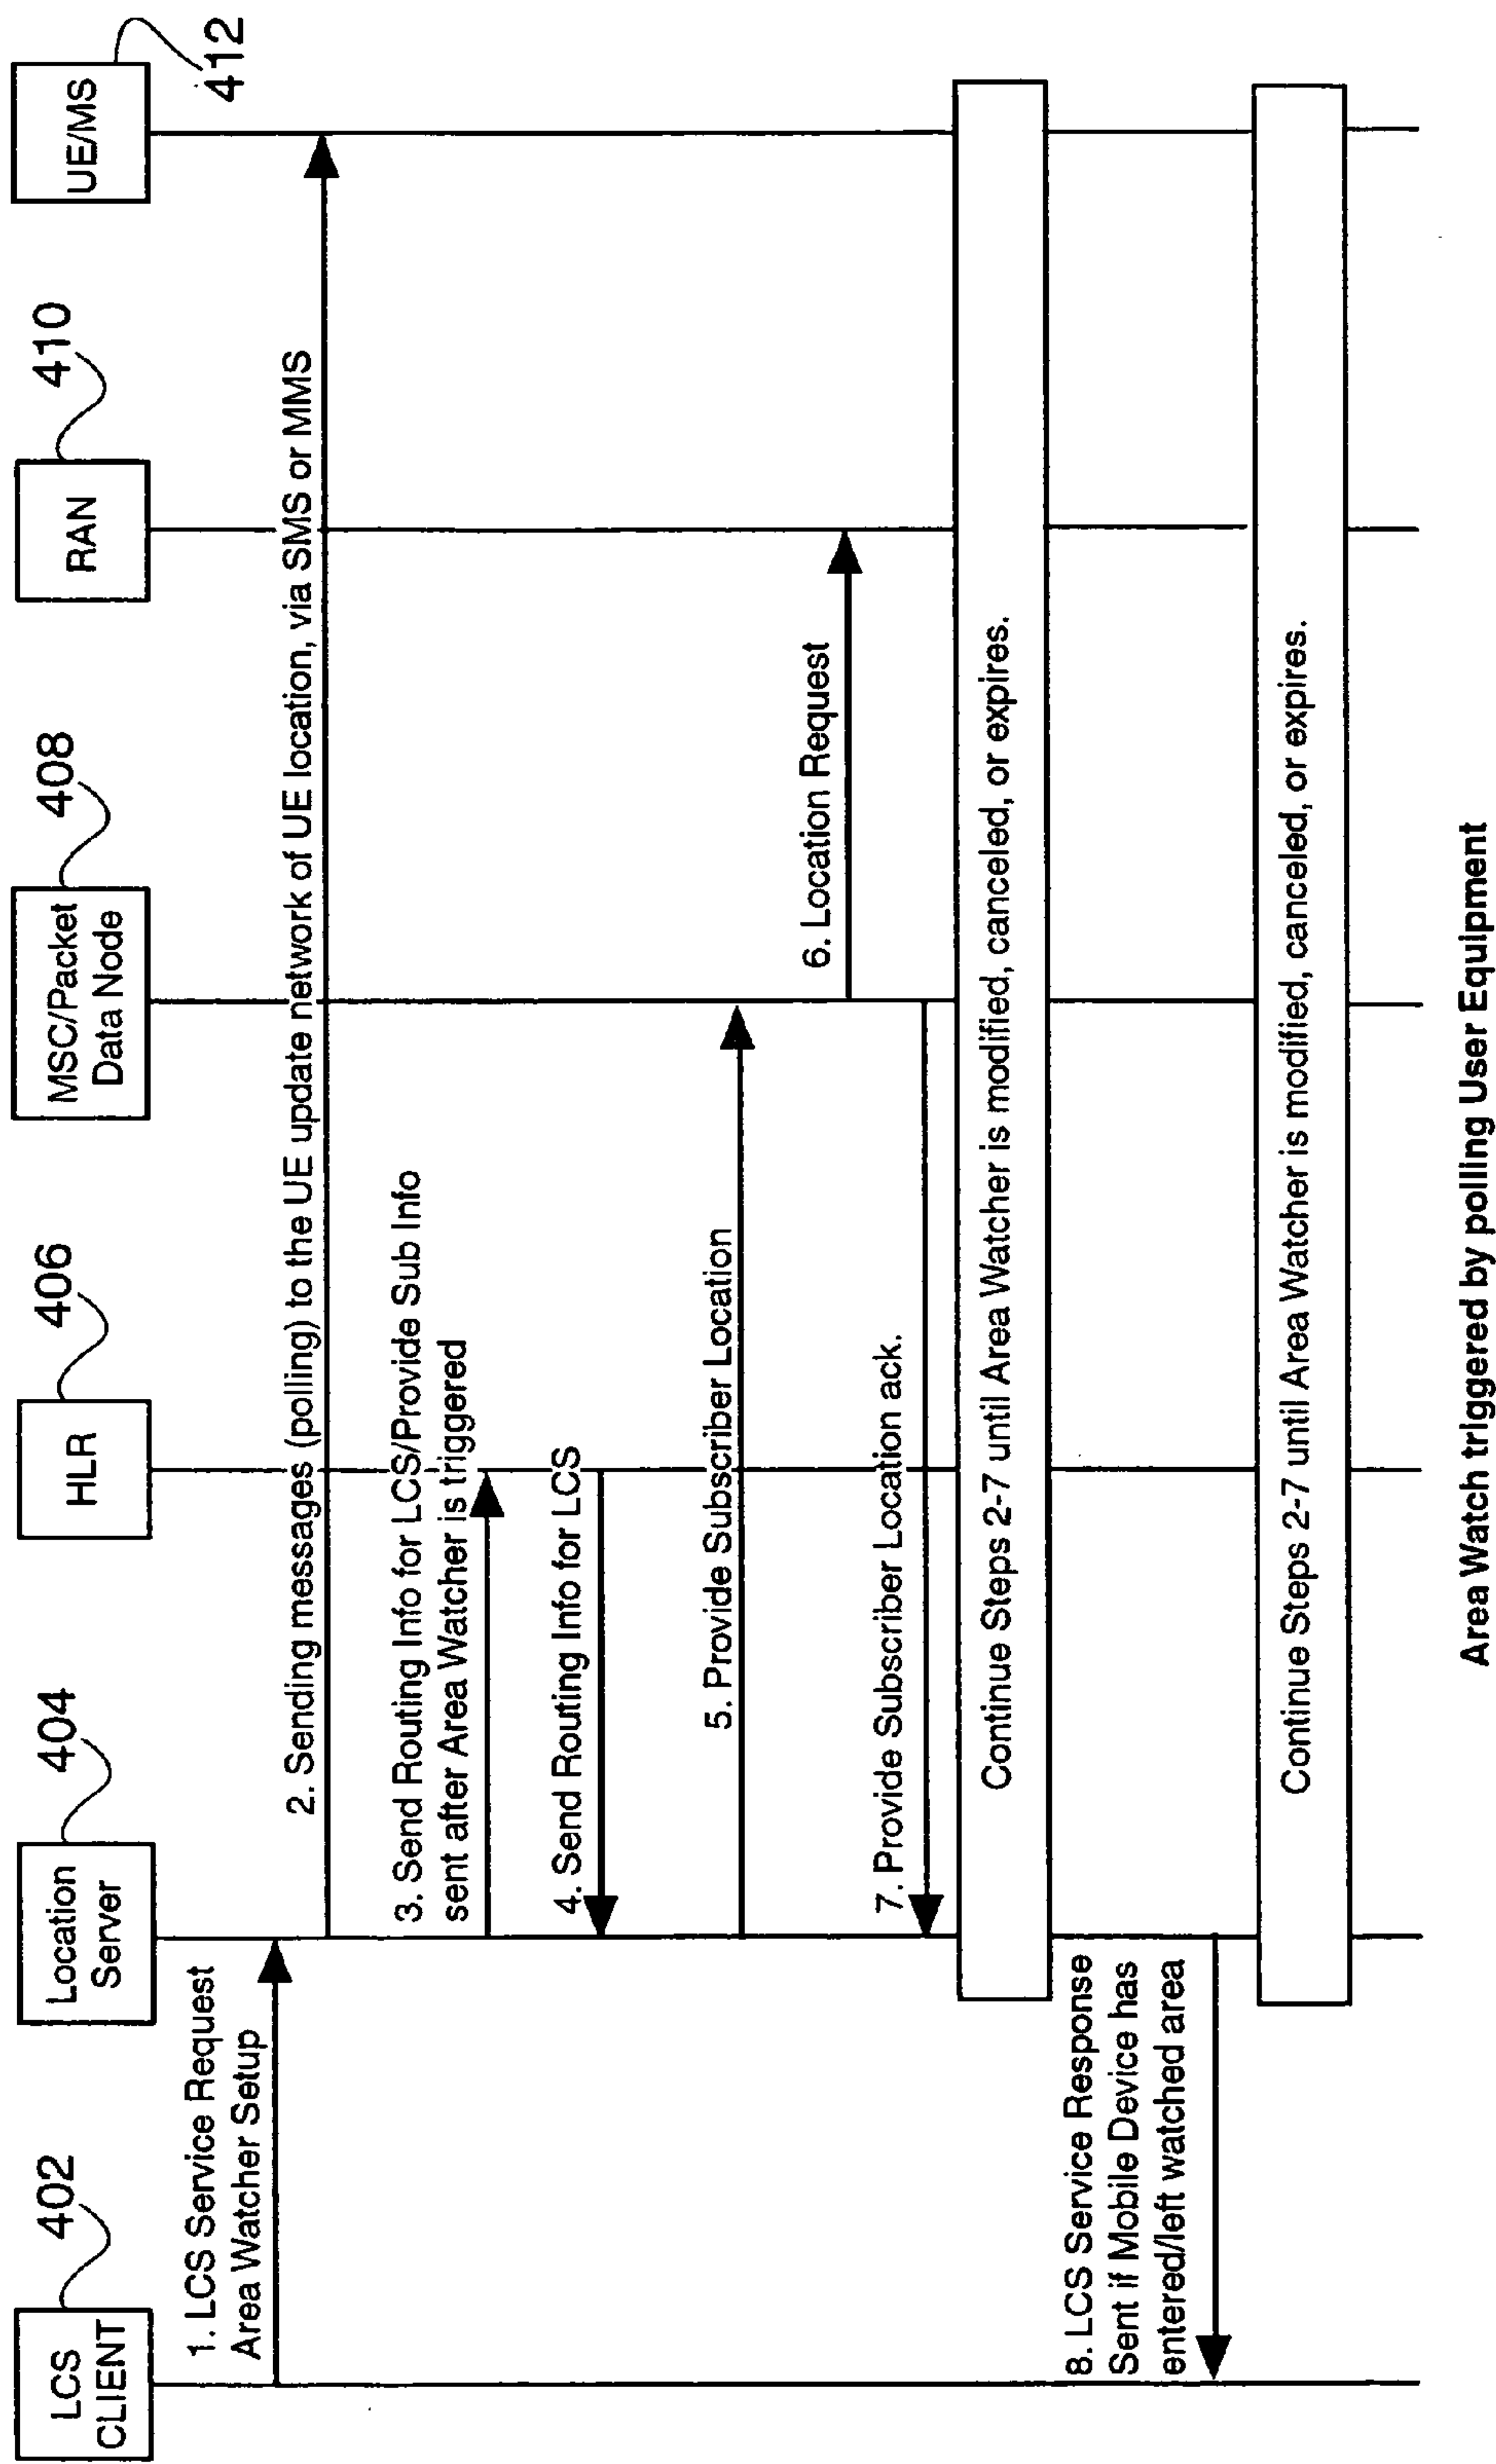 LCS
CLIENT
402
Location
Server
404
HLR
406
MSC/Packet
Data Node
408
RAN
410
UE/MS
412
1. LCS Service Request
Area Watcher Setup
2. Sending messages (polling) to the UE update network of UE location, via SMS or MMS
3. Send Routing Info for LCS/Provide Sub Info
sent after Area Watcher is triggered
4. Send Routing Info for LCS
5. Provide Subscriber Location
6. Location Request
7. Provide Subscriber Location ack.
Continue Steps 2-7 until Area Watcher is modified, canceled, or expires.
8. LCS Service Response
Sent if Mobile Device has
entered/left watched area
Continue Steps 2-7 until Area Watcher is modified, canceled, or expires.
Area Watch triggered by polling User Equipment